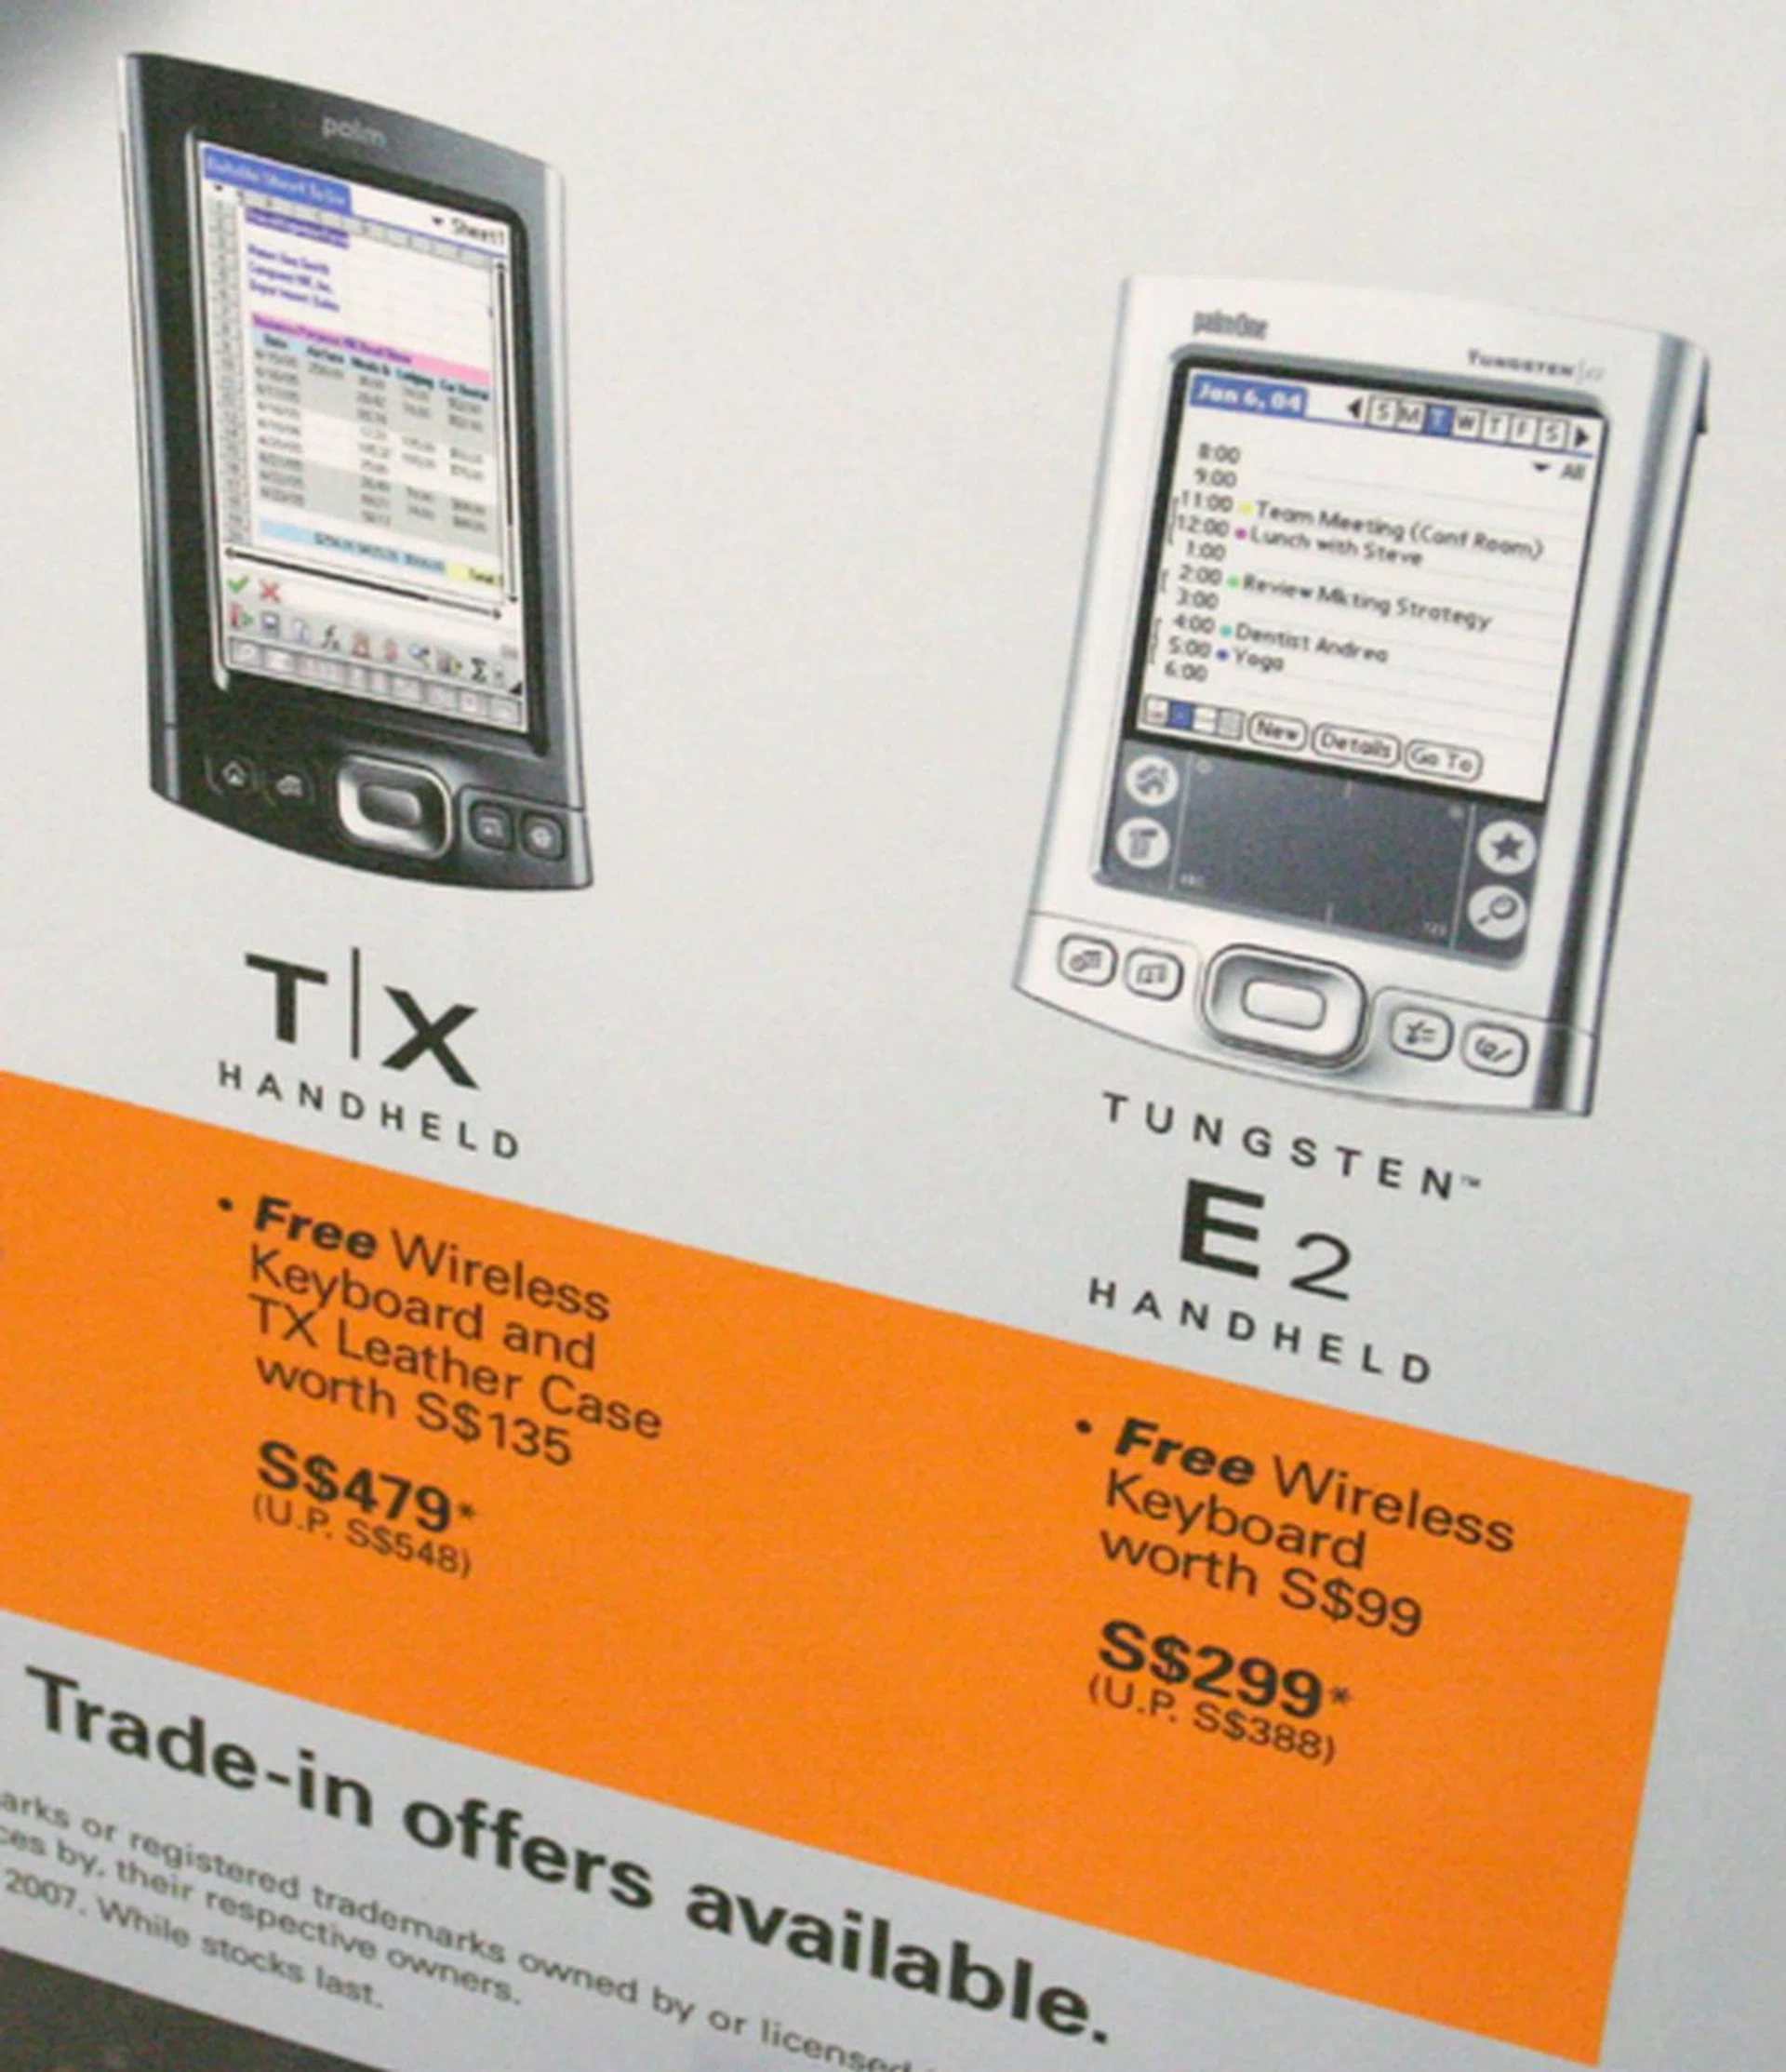 palm
Sheet1
palmOne
TUNGSTEN E2
Jan 6, 04
S M T W T F S
All
8:00
9:00
11:00 Team Meeting (Conf Room)
12:00 Lunch with Steve
1:00
2:00 Review Mkting Strategy
3:00
4:00 Dentist Andrea
5:00 Yoga
6:00
New Details Go To
T|X
HANDHELD
TUNGSTEN™
E2
HANDHELD
• Free Wireless
Keyboard and
TX Leather Case
worth S$135
S$479*
(U.P. S$548)
• Free Wireless
Keyboard
worth S$99
S$299*
(U.P. S$388)
Trade-in offers available.
arks or registered trademarks owned by or licensed
ces by, their respective owners.
2007. While stocks last.